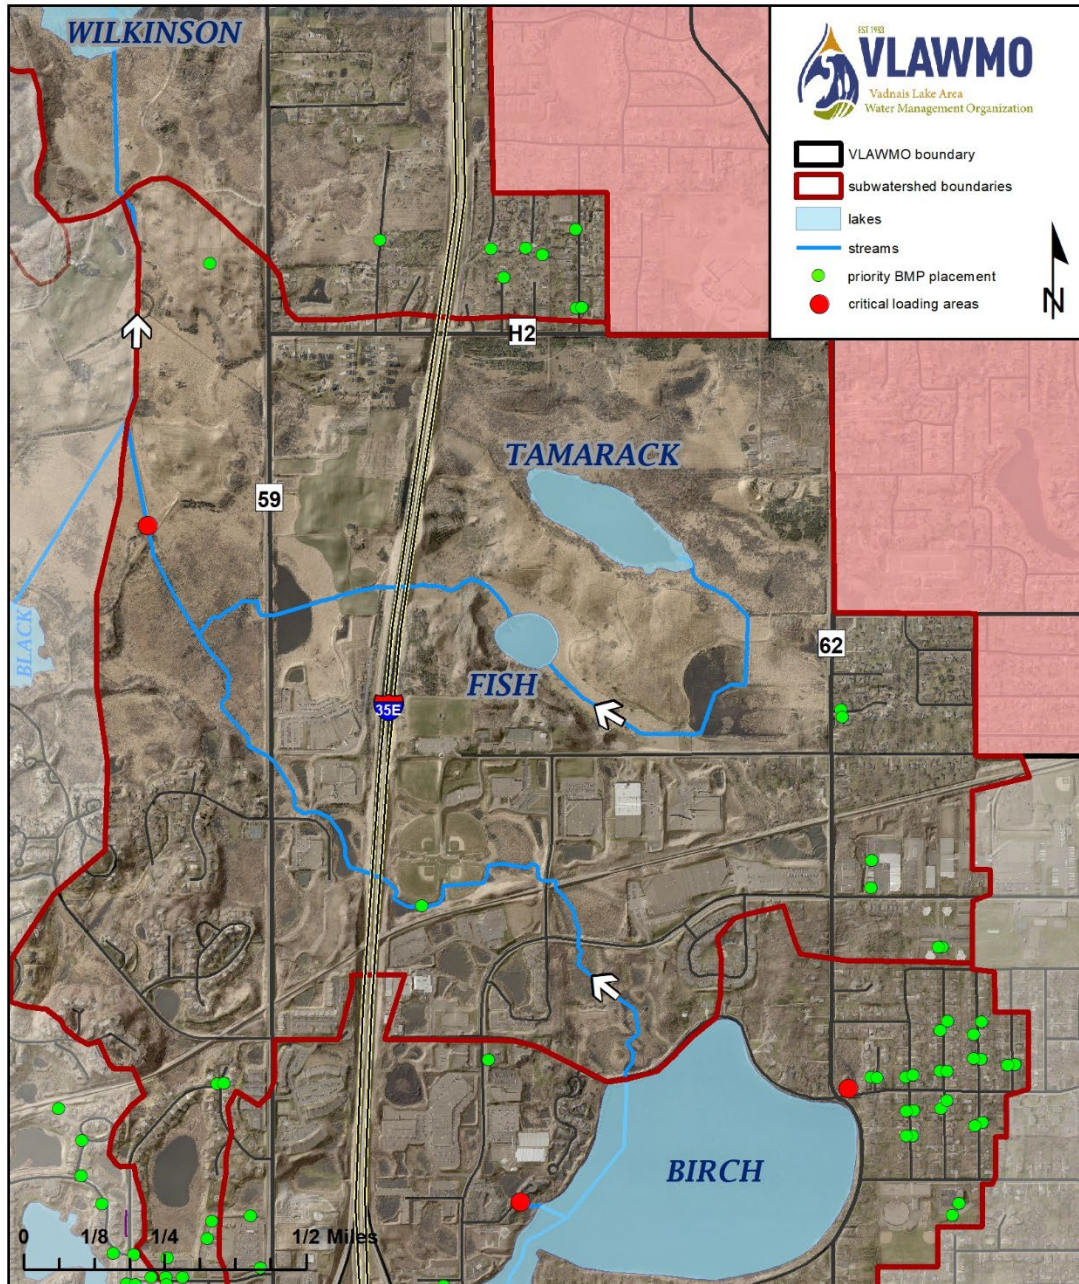 WILKINSON
EST 1983
VLAWMO
Vadnais Lake Area
Water Management Organization
VLAWMO boundary
subwatershed boundaries
lakes
streams
priority BMP placement
critical loading areas
N
H2
TAMARACK
59
BLACK
62
FISH
35E
BIRCH
0 1/8 1/4 1/2 Miles